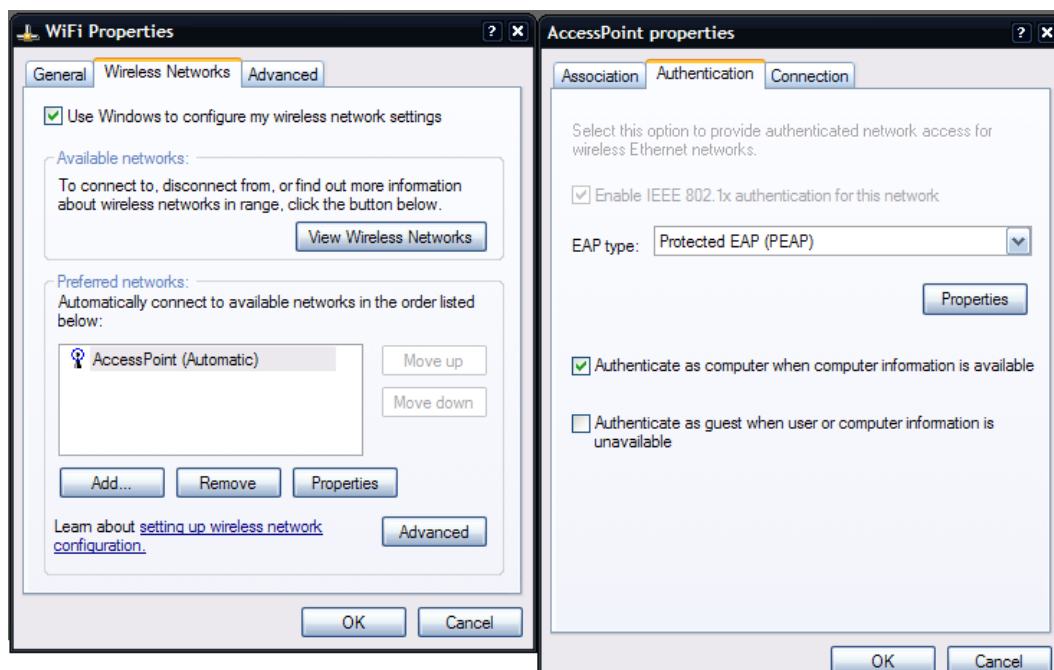 WiFi Properties
General
Wireless Networks
Advanced
Use Windows to configure my wireless network settings
Available networks:
To connect to, disconnect from, or find out more information
about wireless networks in range, click the button below.
View Wireless Networks
Preferred networks:
Automatically connect to available networks in the order listed
below:
AccessPoint (Automatic)
Move up
Move down
Add...
Remove
Properties
Learn about setting up wireless network
configuration.
Advanced
OK
Cancel
AccessPoint properties
Association
Authentication
Connection
Select this option to provide authenticated network access for
wireless Ethernet networks.
Enable IEEE 802.1x authentication for this network
EAP type:
Protected EAP (PEAP)
Properties
Authenticate as computer when computer information is available
Authenticate as guest when user or computer information is
unavailable
OK
Cancel